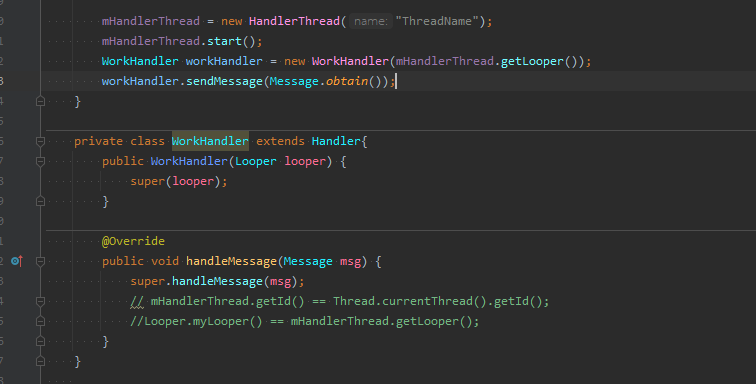 mHandlerThread = new HandlerThread( name: "ThreadName");
mHandlerThread.start();
WorkHandler workHandler = new WorkHandler(mHandlerThread.getLooper());
workHandler.sendMessage(Message.obtain());
}
private class WorkHandler extends Handler{
public WorkHandler(Looper looper) {
super(looper);
}
@Override
public void handleMessage(Message msg) {
super.handleMessage(msg);
// mHandlerThread.getId() == Thread.currentThread().getId();
//Looper.myLooper() == mHandlerThread.getLooper();
}
}